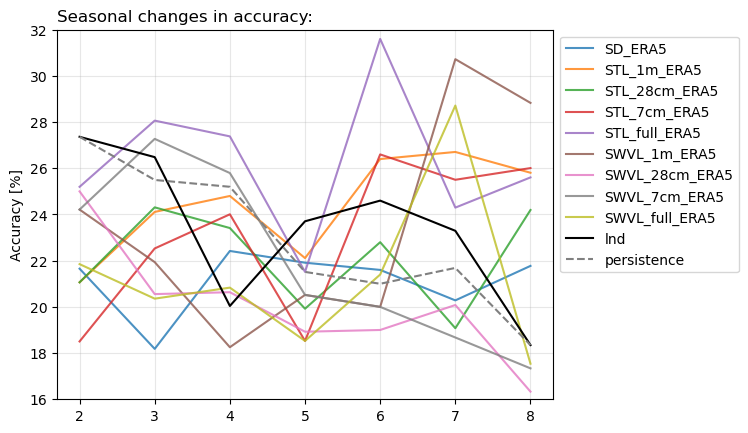 Seasonal changes in accuracy:
Accuracy [%]
32
30
28
26
24
22
20
18
16
2 3 4 5 6 7 8
SD_ERA5
STL_1m_ERA5
STL_28cm_ERA5
STL_7cm_ERA5
STL_full_ERA5
SWVL_1m_ERA5
SWVL_28cm_ERA5
SWVL_7cm_ERA5
SWVL_full_ERA5
lnd
persistence